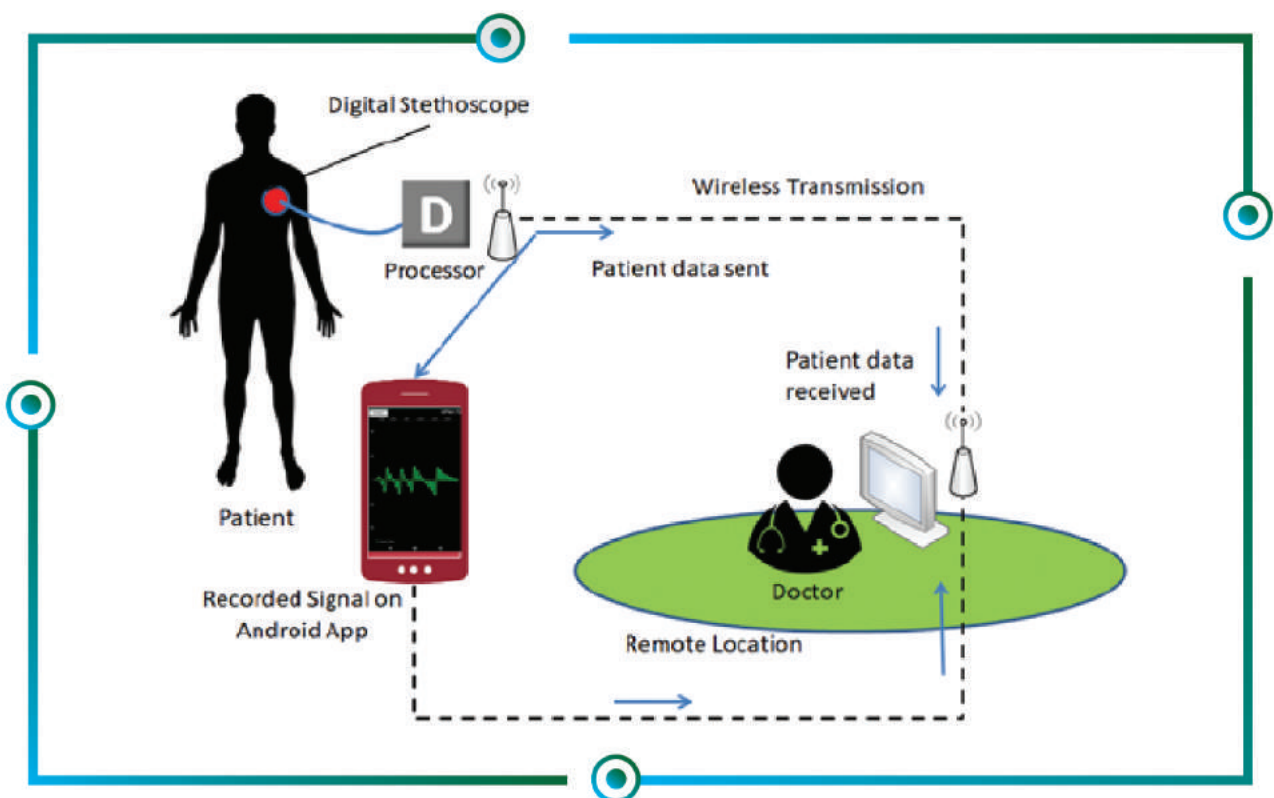 Digital Stethoscope
D
Wireless Transmission
Processor
Patient data sent
Patient data
received
Patient
Doctor
Recorded Signal on
Android App
Remote Location